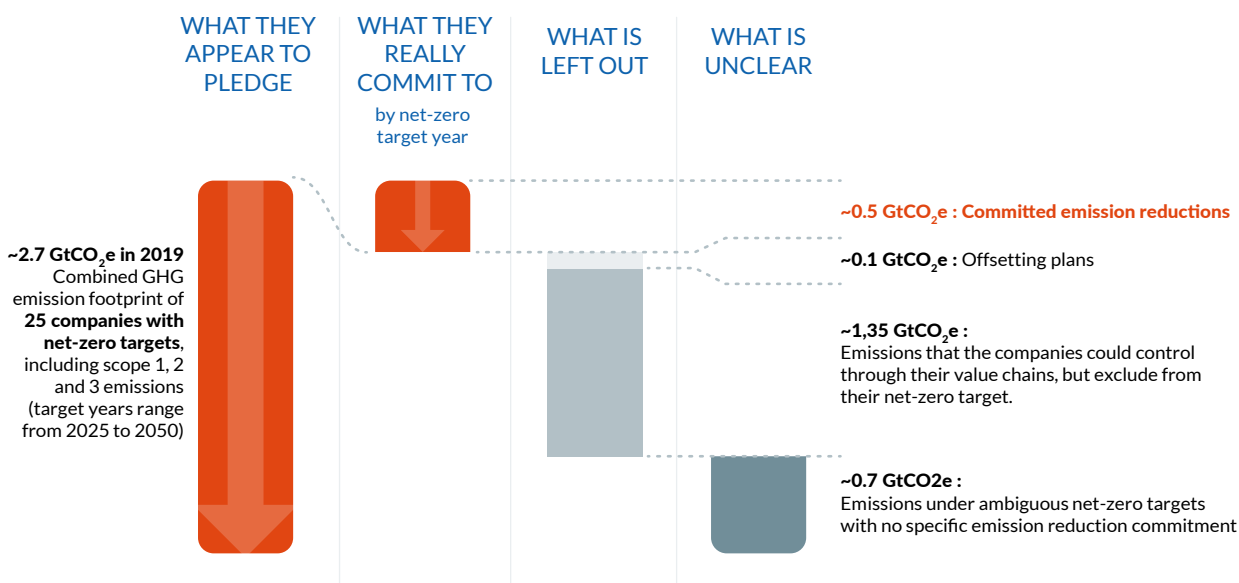 WHAT THEY
APPEAR TO
PLEDGE
WHAT THEY
REALLY
COMMIT TO
by net-zero
target year
WHAT IS
LEFT OUT
WHAT IS
UNCLEAR
~2.7 GtCO₂e in 2019
Combined GHG
emission footprint of
25 companies with
net-zero targets,
including scope 1, 2
and 3 emissions
(target years range
from 2025 to 2050)
~0.5 GtCO₂e : Committed emission reductions
~0.1 GtCO₂e : Offsetting plans
~1,35 GtCO₂e :
Emissions that the companies could control
through their value chains, but exclude from
their net-zero target.
~0.7 GtCO2e :
Emissions under ambiguous net-zero targets
with no specific emission reduction commitment